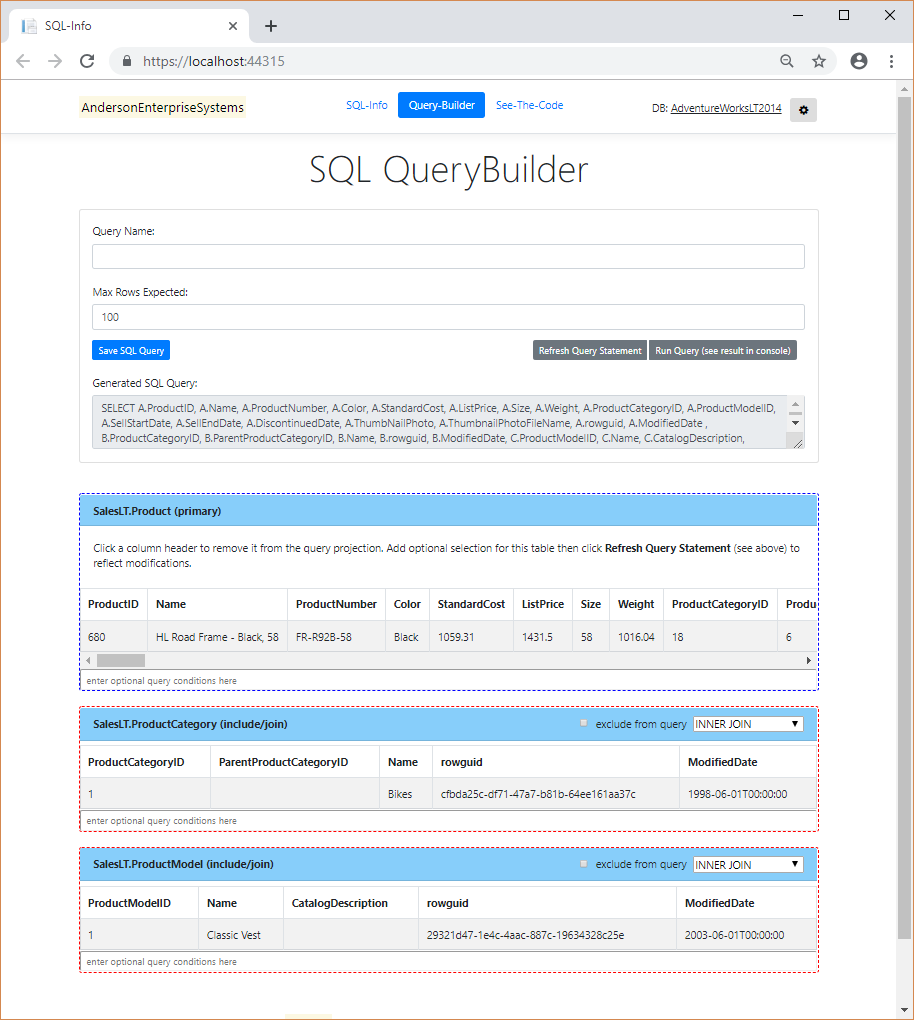 SQL-Info
https://localhost:44315
AndersonEnterpriseSystems
SQL-Info
Query-Builder
See-The-Code
DB: AdventureWorksLT2014
SQL QueryBuilder
Query Name:
Max Rows Expected:
100
Save SQL Query
Refresh Query Statement
Run Query (see result in console)
Generated SQL Query:
SELECT A.ProductID, A.Name, A.ProductNumber, A.Color, A.StandardCost, A.ListPrice, A.Size, A.Weight, A.ProductCategoryID, A.ProductModelID,
A.SellStartDate, A.SellEndDate, A.DiscontinuedDate, A.ThumbNailPhoto, A.ThumbnailPhotoFileName, A.rowguid, A.ModifiedDate ,
B.ProductCategoryID, B.ParentProductCategoryID, B.Name, B.rowguid, B.ModifiedDate, C.ProductModelID, C.Name, C.CatalogDescription,
SalesLT.Product (primary)
Click a column header to remove it from the query projection. Add optional selection for this table then click Refresh Query Statement (see above) to
reflect modifications.
ProductID Name ProductNumber Color StandardCost ListPrice Size Weight ProductCategoryID Produ
680 HL Road Frame - Black, 58 FR-R92B-58 Black 1059.31 1431.5 58 1016.04 18 6
enter optional query conditions here
SalesLT.ProductCategory (include/join)
exclude from query
INNER JOIN
ProductCategoryID ParentProductCategoryID Name rowguid ModifiedDate
1 Bikes cfbda25c-df71-47a7-b81b-64ee161aa37c 1998-06-01T00:00:00
enter optional query conditions here
SalesLT.ProductModel (include/join)
exclude from query
INNER JOIN
ProductModelID Name CatalogDescription rowguid ModifiedDate
1 Classic Vest 29321d47-1e4c-4aac-887c-19634328c25e 2003-06-01T00:00:00
enter optional query conditions here